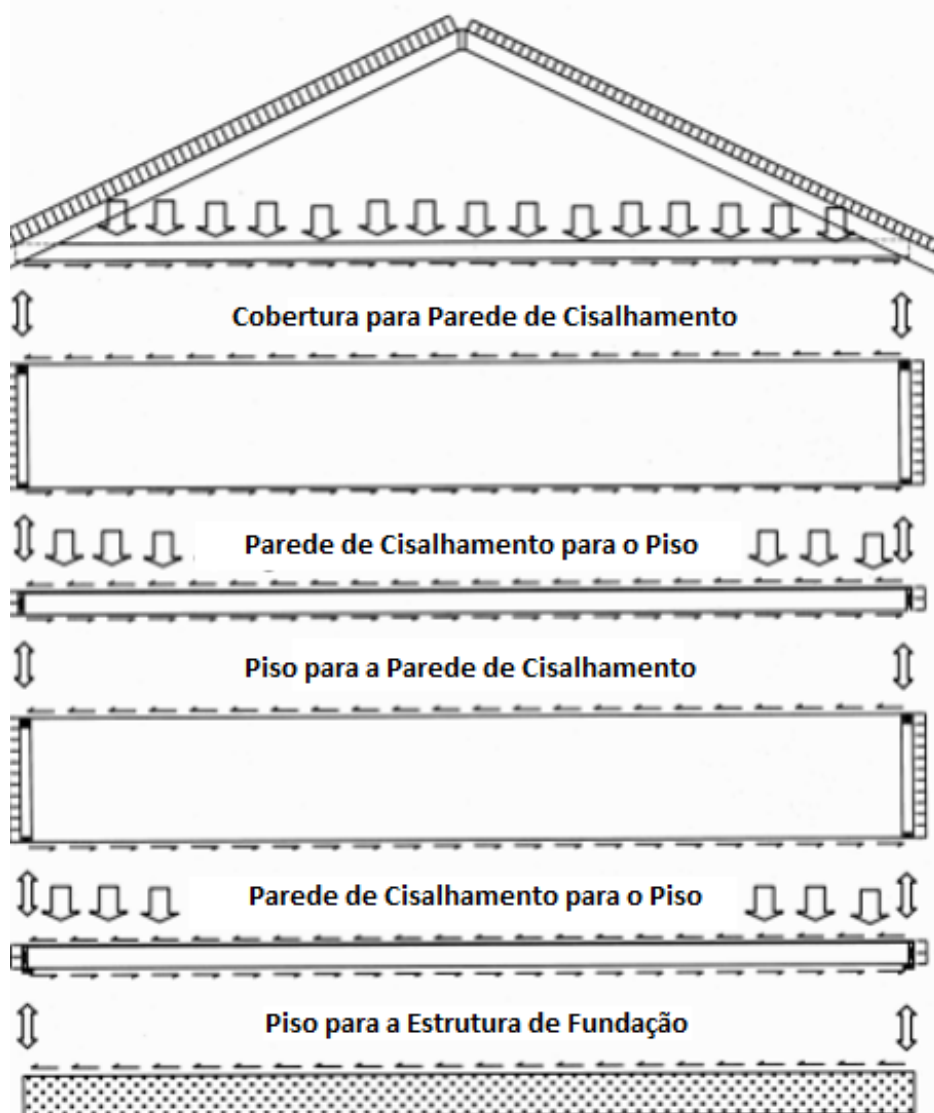 Cobertura para Parede de Cisalhamento
Parede de Cisalhamento para o Piso
Piso para a Parede de Cisalhamento
Parede de Cisalhamento para o Piso
Piso para a Estrutura de Fundação